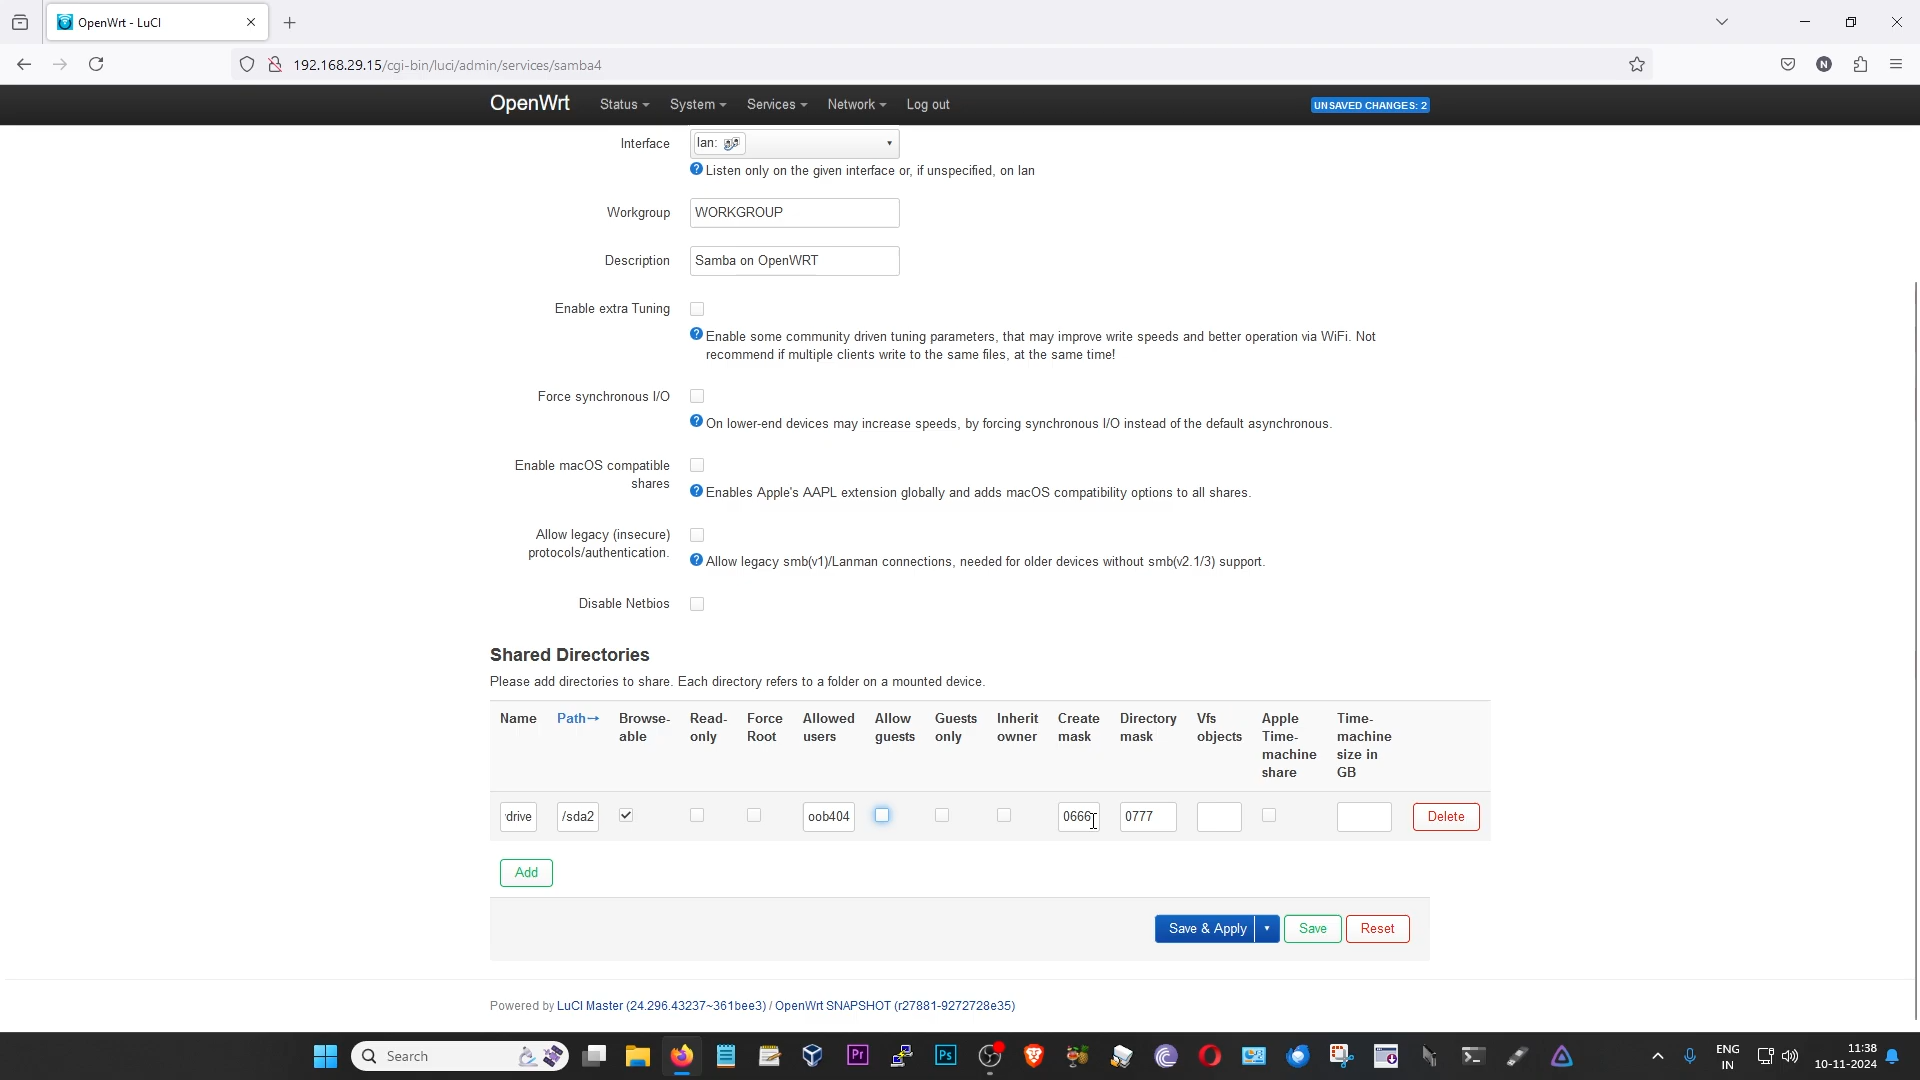 OpenWrt - LuCI
192.168.29.15/cgi-bin/luci/admin/services/samba4
OpenWrt Status System Services Network Log out UNSAVED CHANGES: 2
Interface lan:
Listen only on the given interface or, if unspecified, on lan
Workgroup WORKGROUP
Description Samba on OpenWRT
Enable extra Tuning
Enable some community driven tuning parameters, that may improve write speeds and better operation via WiFi. Not
recommend if multiple clients write to the same files, at the same time!
Force synchronous I/O
On lower-end devices may increase speeds, by forcing synchronous I/O instead of the default asynchronous.
Enable macOS compatible
shares
Enables Apple's AAPL extension globally and adds macOS compatibility options to all shares.
Allow legacy (insecure)
protocols/authentication.
Allow legacy smb(v1)/Lanman connections, needed for older devices without smb(v2.1/3) support.
Disable Netbios
Shared Directories
Please add directories to share. Each directory refers to a folder on a mounted device.
Name Path→ Browse- Read- Force Allowed Allow Guests Inherit Create Directory Vfs Apple Time-
able only Root users guests only owner mask mask objects Time- machine
machine size in
share GB
drive /sda2 oob404 0666 0777 Delete
Add
Save & Apply Save Reset
Powered by LuCI Master (24.296.43237~361bee3) / OpenWrt SNAPSHOT (r27881-9272728e35)
Search
Pr
Ps
ENG
IN
11:38
10-11-2024
N